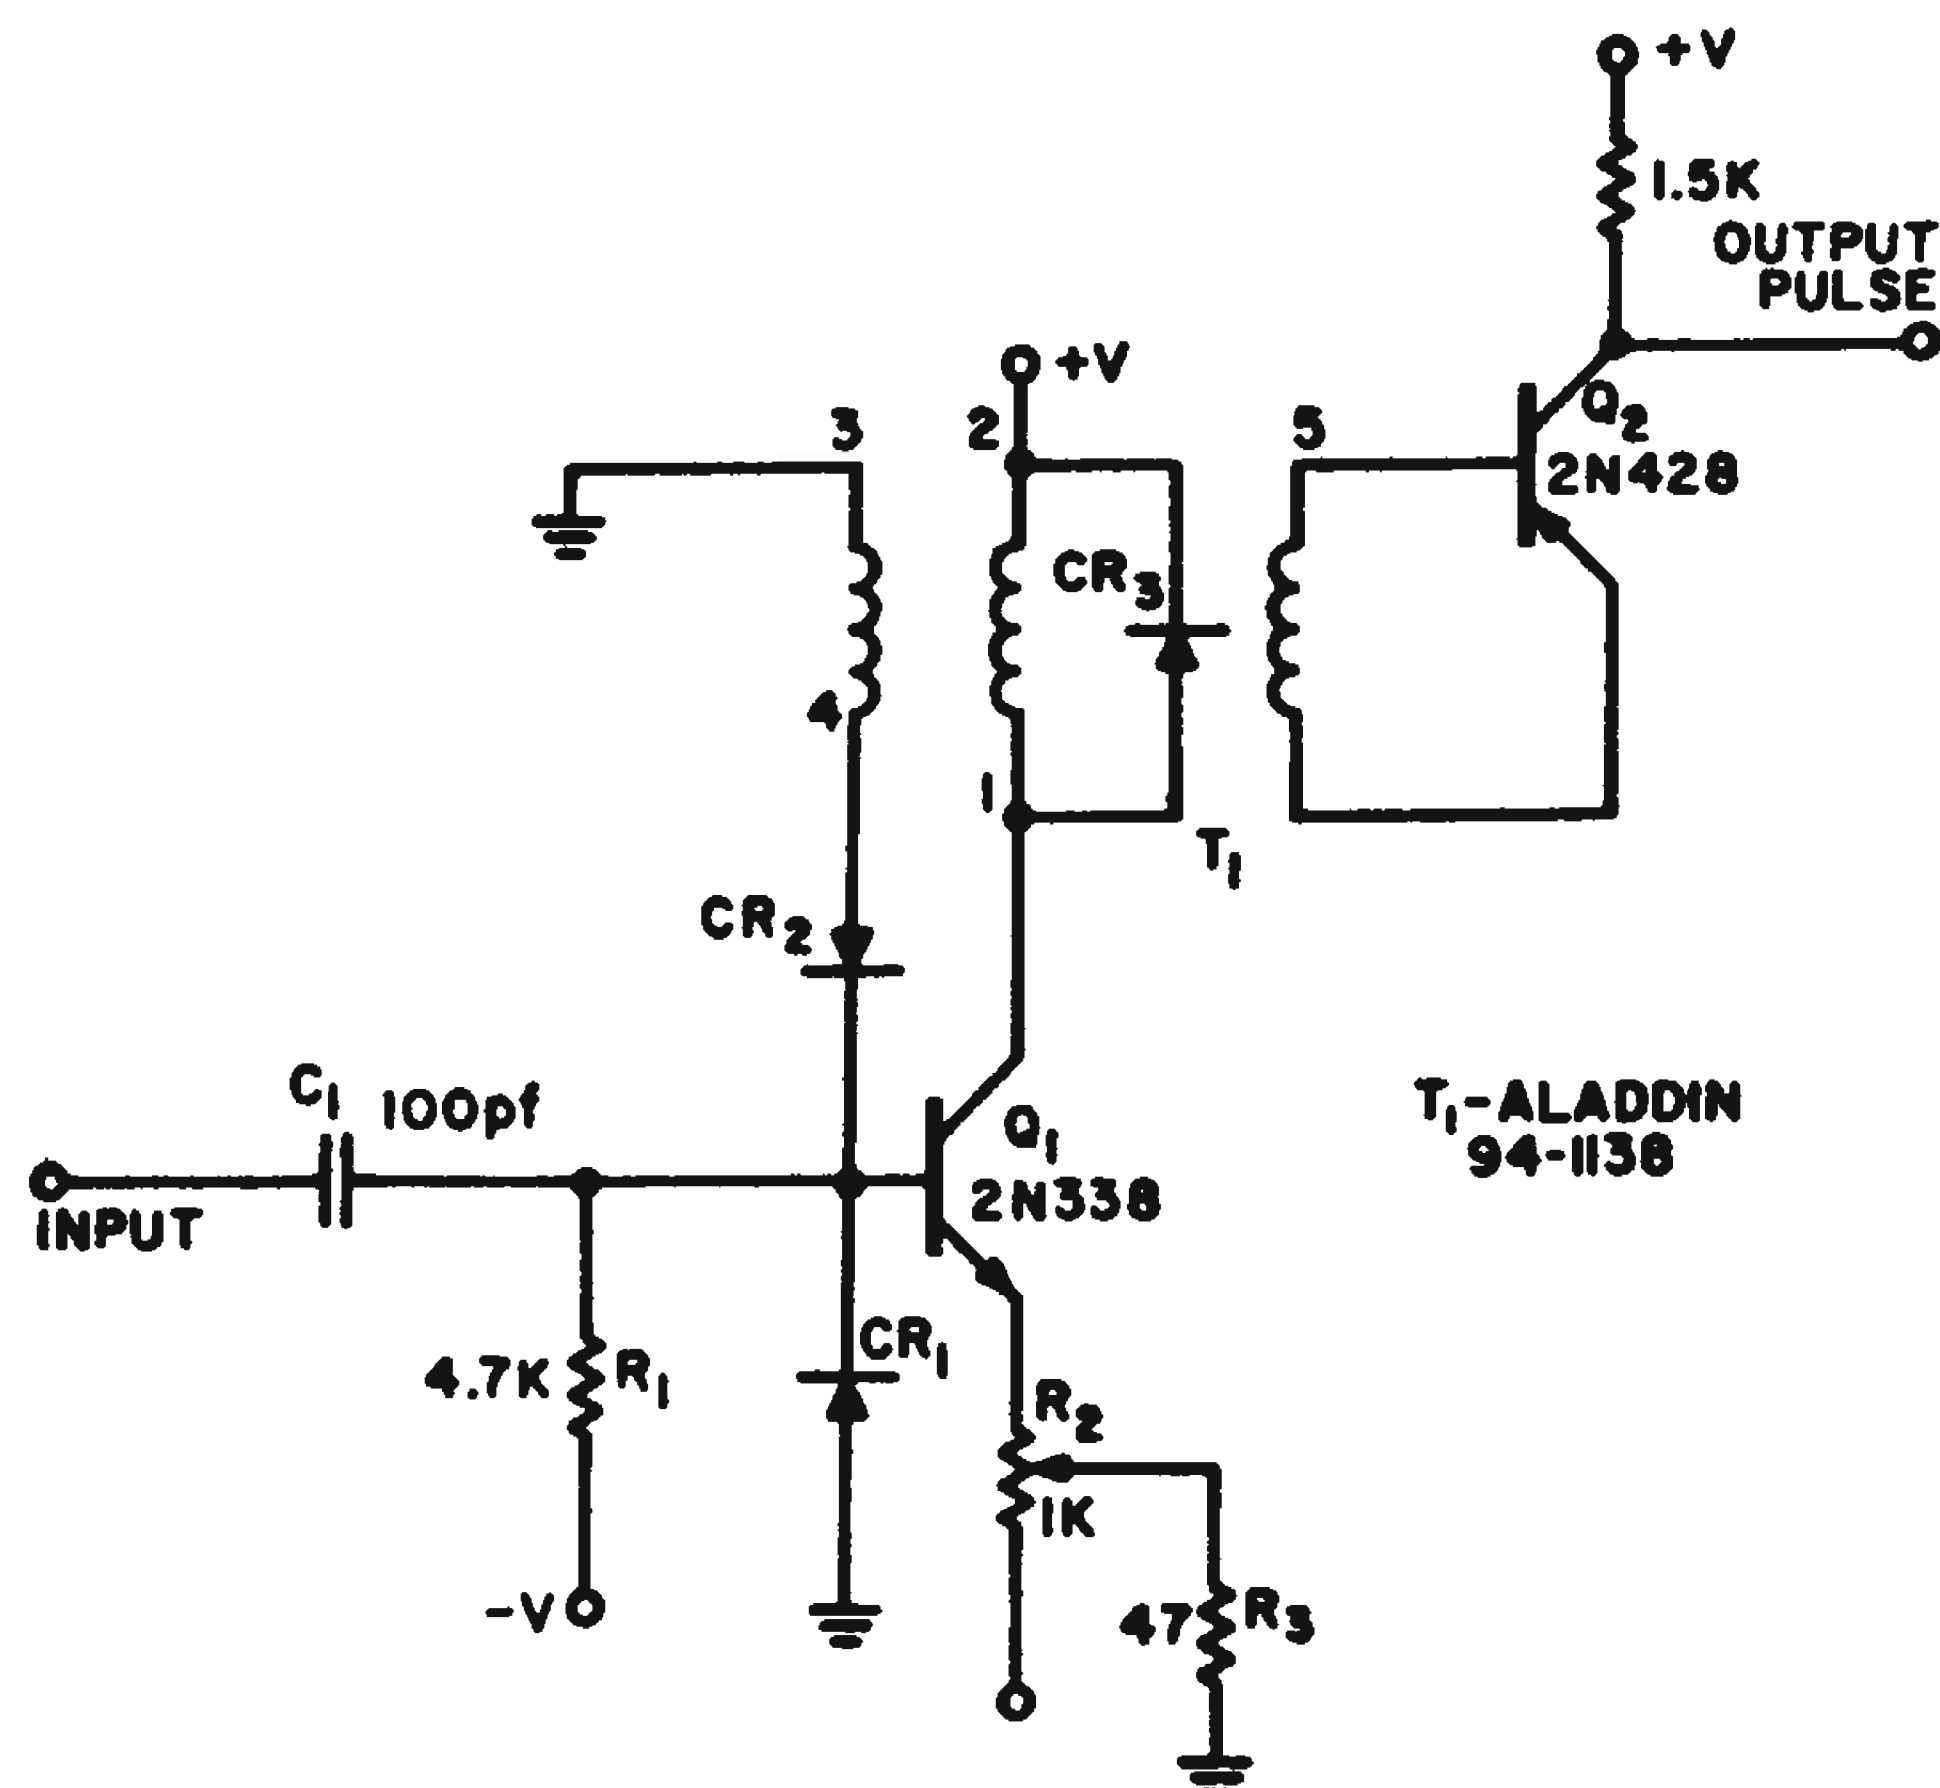 +V
1.5K
OUTPUT
PULSE
+V
3
2
5
Q2
2N428
CR3
4
1
T1
CR2
C1 100pf
Q1
2N338
T1-ALADDIN
94-1138
INPUT
CR1
4.7K R1
R2
1K
-V
47 R3